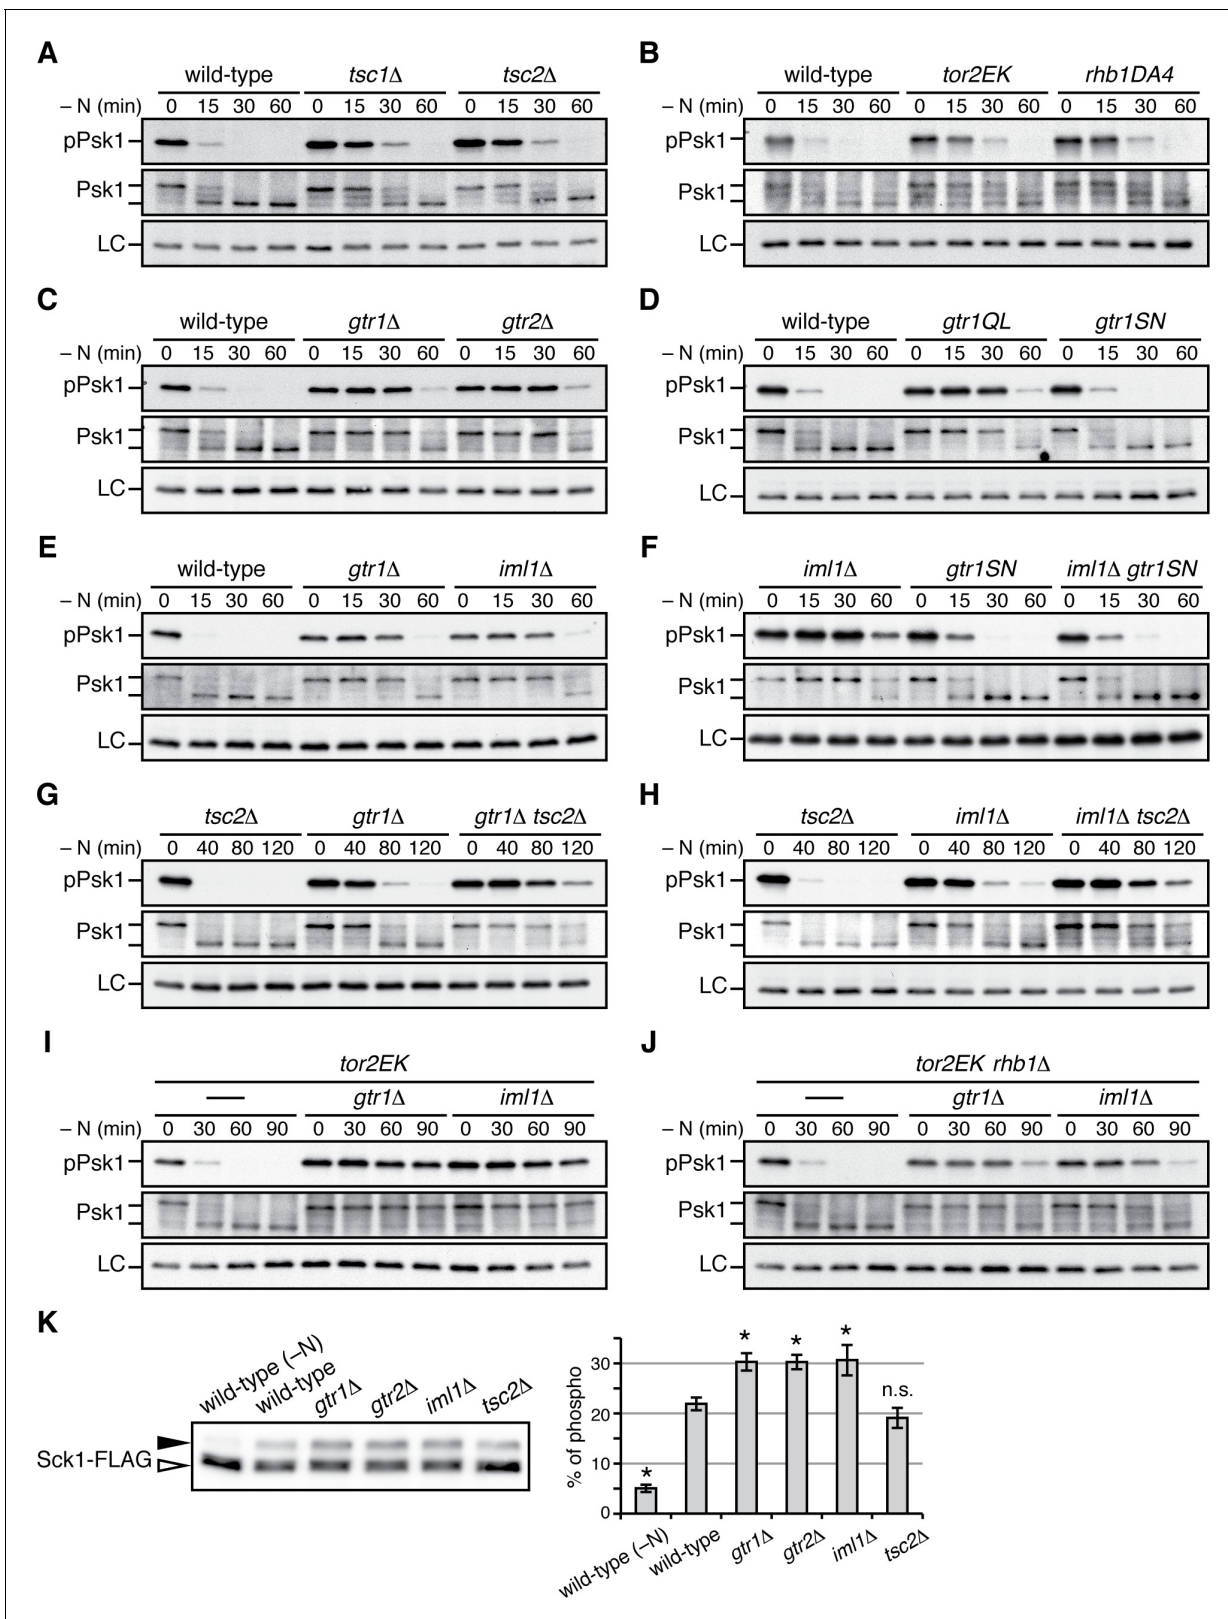 A
wild-type tsc1Δ tsc2Δ
– N (min) 0 15 30 60 0 15 30 60 0 15 30 60
pPsk1
Psk1
LC
B
wild-type tor2EK rhb1DA4
– N (min) 0 15 30 60 0 15 30 60 0 15 30 60
pPsk1
Psk1
LC
C
wild-type gtr1Δ gtr2Δ
– N (min) 0 15 30 60 0 15 30 60 0 15 30 60
pPsk1
Psk1
LC
D
wild-type gtr1QL gtr1SN
– N (min) 0 15 30 60 0 15 30 60 0 15 30 60
pPsk1
Psk1
LC
E
wild-type gtr1Δ iml1Δ
– N (min) 0 15 30 60 0 15 30 60 0 15 30 60
pPsk1
Psk1
LC
F
iml1Δ gtr1SN iml1Δ gtr1SN
– N (min) 0 15 30 60 0 15 30 60 0 15 30 60
pPsk1
Psk1
LC
G
tsc2Δ gtr1Δ gtr1Δ tsc2Δ
– N (min) 0 40 80 120 0 40 80 120 0 40 80 120
pPsk1
Psk1
LC
H
tsc2Δ iml1Δ iml1Δ tsc2Δ
– N (min) 0 40 80 120 0 40 80 120 0 40 80 120
pPsk1
Psk1
LC
I
tor2EK
— gtr1Δ iml1Δ
– N (min) 0 30 60 90 0 30 60 90 0 30 60 90
pPsk1
Psk1
LC
J
tor2EK rhb1Δ
— gtr1Δ iml1Δ
– N (min) 0 30 60 90 0 30 60 90 0 30 60 90
pPsk1
Psk1
LC
K
wild-type (–N)
wild-type
gtr1Δ
gtr2Δ
iml1Δ
tsc2Δ
Sck1-FLAG
% of phospho
30
20
10
0
*
*
*
*
n.s.
wild-type (–N)
wild-type
gtr1Δ
gtr2Δ
iml1Δ
tsc2Δ